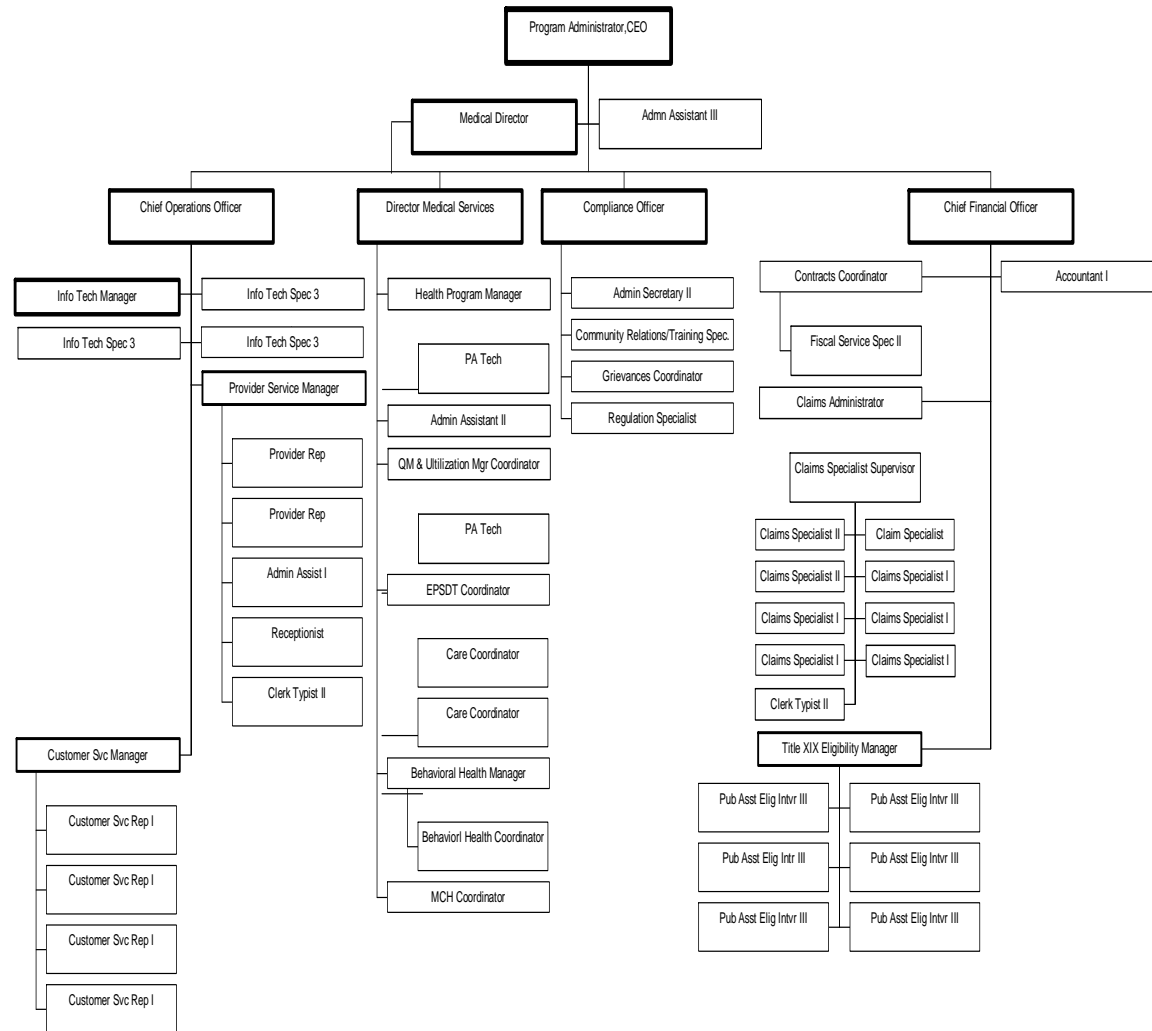 Program Administrator,CEO
Medical Director
Admn Assistant III
Chief Operations Officer
Director Medical Services
Compliance Officer
Chief Financial Officer
Info Tech Manager
Info Tech Spec 3
Info Tech Spec 3
Info Tech Spec 3
Provider Service Manager
Provider Rep
Provider Rep
Admin Assist I
Receptionist
Clerk Typist II
Customer Svc Manager
Customer Svc Rep I
Customer Svc Rep I
Customer Svc Rep I
Customer Svc Rep I
Health Program Manager
PA Tech
Admin Assistant II
QM & Ultilization Mgr Coordinator
PA Tech
EPSDT Coordinator
Care Coordinator
Care Coordinator
Behavioral Health Manager
Behaviorl Health Coordinator
MCH Coordinator
Admin Secretary II
Community Relations/Training Spec.
Grievances Coordinator
Regulation Specialist
Contracts Coordinator
Accountant I
Fiscal Service Spec II
Claims Administrator
Claims Specialist Supervisor
Claims Specialist II
Claim Specialist
Claims Specialist II
Claims Specialist I
Claims Specialist I
Claims Specialist I
Claims Specialist I
Claims Specialist I
Clerk Typist II
Title XIX Eligibility Manager
Pub Asst Elig Intvr III
Pub Asst Elig Intvr III
Pub Asst Elig Intr III
Pub Asst Elig Intvr III
Pub Asst Elig Intvr III
Pub Asst Elig Intvr III